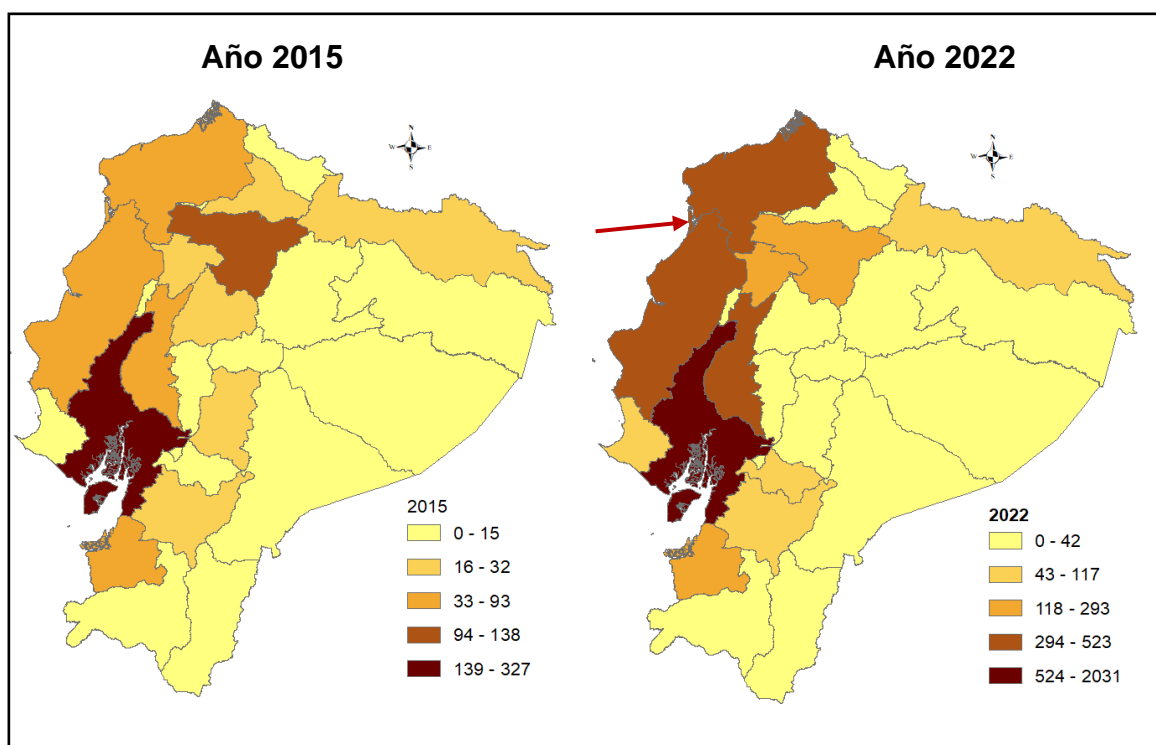 Año 2015
N
W
E
S
2015
0 - 15
16 - 32
33 - 93
94 - 138
139 - 327
Año 2022
N
W
E
S
2022
0 - 42
43 - 117
118 - 293
294 - 523
524 - 2031